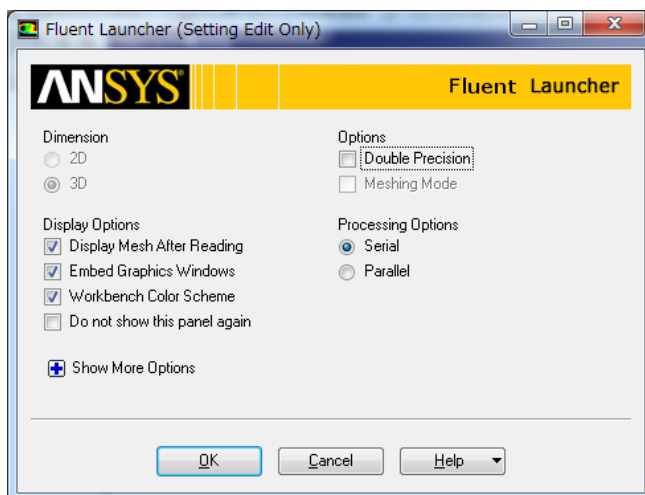 Fluent Launcher (Setting Edit Only)
ANSYS
Fluent Launcher
Dimension
2D
3D
Options
Double Precision
Meshing Mode
Display Options
Display Mesh After Reading
Embed Graphics Windows
Workbench Color Scheme
Do not show this panel again
Processing Options
Serial
Parallel
Show More Options
OK
Cancel
Help